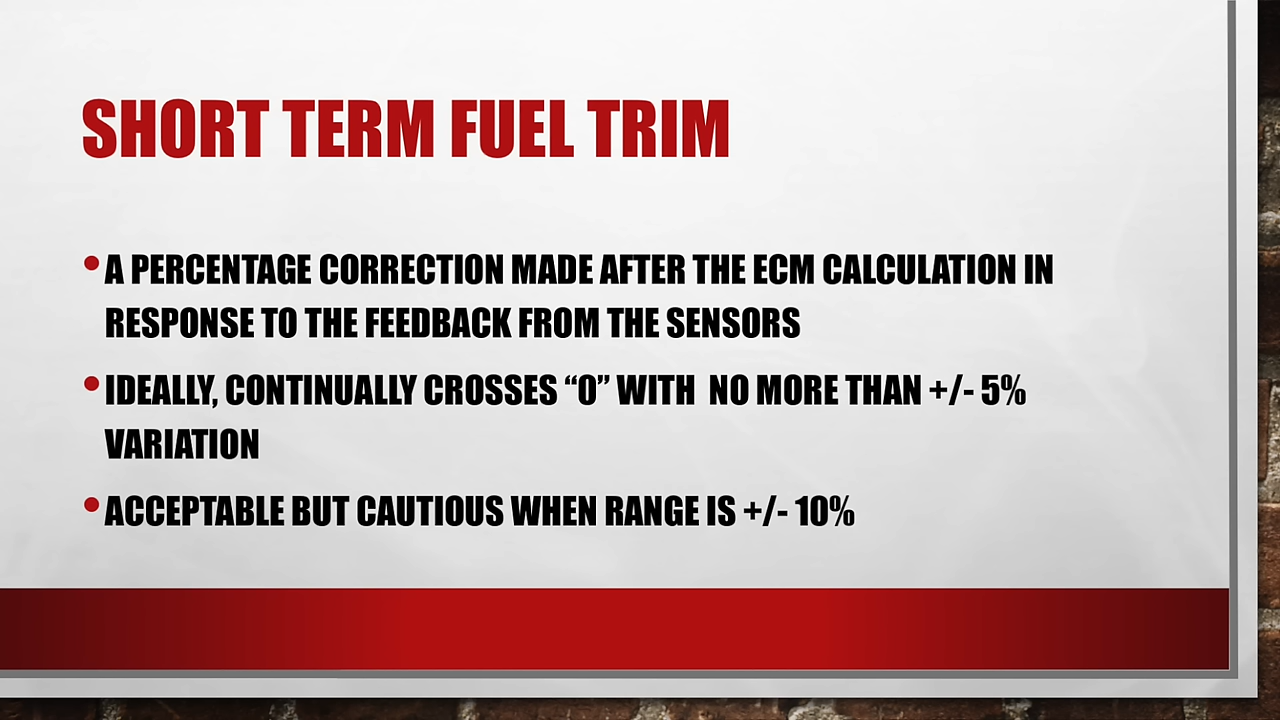 SHORT TERM FUEL TRIM
•A PERCENTAGE CORRECTION MADE AFTER THE ECM CALCULATION IN
RESPONSE TO THE FEEDBACK FROM THE SENSORS
•IDEALLY, CONTINUALLY CROSSES “0” WITH  NO MORE THAN +/- 5%
VARIATION
•ACCEPTABLE BUT CAUTIOUS WHEN RANGE IS +/- 10%